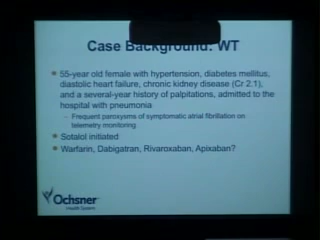 Case Background: WT
55-year old female with hypertension, diabetes mellitus,
diastolic heart failure, chronic kidney disease (Cr 2.1),
and a several-year history of palpitations, admitted to the
hospital with pneumonia
– Frequent paroxysms of symptomatic atrial fibrillation on
telemetry monitoring
Sotalol initiated
Warfarin, Dabigatran, Rivaroxaban, Apixaban?
Ochsner
Health System